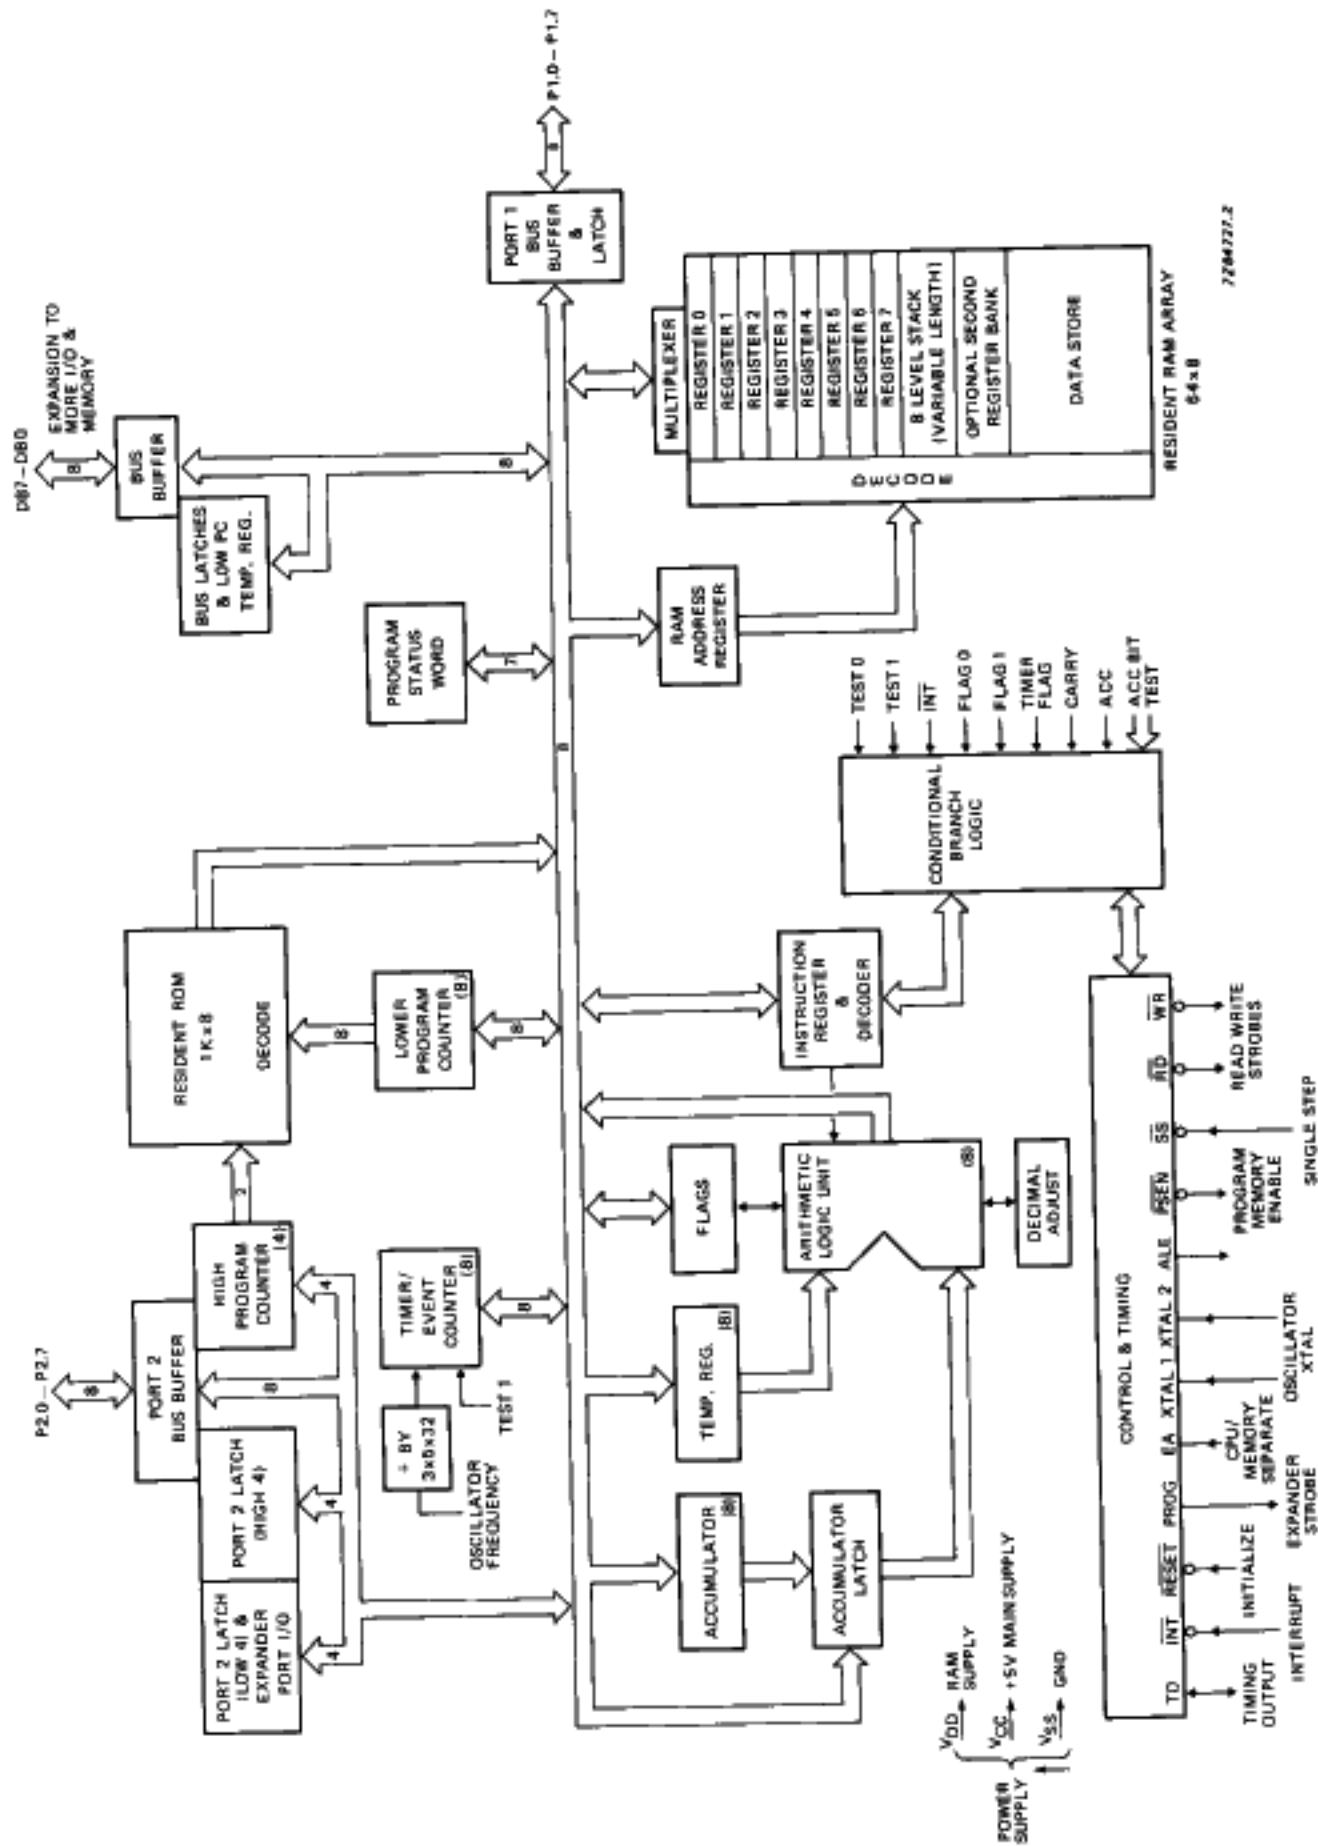 P2.0–P2.7
8
PORT 2
BUS BUFFER
PORT 2 LATCH
(LOW 4) &
EXPANDER
PORT I/O
PORT 2 LATCH
(HIGH 4)
HIGH
PROGRAM
COUNTER
(4)
2
4
4
8
4
RESIDENT ROM
1K x 8
DECODE
8
LOWER
PROGRAM
COUNTER
(8)
8
OSCILLATOR
FREQUENCY
÷ BY
3x5x32
TEST 1
TIMER/
EVENT
COUNTER
(8)
8
PROGRAM
STATUS
WORD
7
DB7–DB0
8
EXPANSION TO
MORE I/O &
MEMORY
BUS
BUFFER
BUS LATCHES
& LOW PC
TEMP. REG.
8
8
PORT 1
BUS
BUFFER
&
LATCH
8
P1.0–P1.7
ACCUMULATOR
(8)
ACCUMULATOR
LATCH
TEMP. REG.
(8)
FLAGS
ARITHMETIC
LOGIC UNIT
(8)
DECIMAL
ADJUST
INSTRUCTION
REGISTER
&
DECODER
RAM
ADDRESS
REGISTER
MULTIPLEXER
DECODE
REGISTER 0
REGISTER 1
REGISTER 2
REGISTER 3
REGISTER 4
REGISTER 5
REGISTER 6
REGISTER 7
8 LEVEL STACK
(VARIABLE LENGTH)
OPTIONAL SECOND
REGISTER BANK
DATA STORE
RESIDENT RAM ARRAY
64x8
CONDITIONAL
BRANCH
LOGIC
TEST 0
TEST 1
INT
FLAG 0
FLAG 1
TIMER
FLAG
CARRY
ACC
ACC BIT
TEST
POWER
SUPPLY
VDD
RAM
SUPPLY
VCC
+5V MAIN SUPPLY
VSS
GND
CONTROL & TIMING
TO
INT
RESET
PROG
EA
XTAL 1
XTAL 2
ALE
PSEN
SS
RD
WR
TIMING
OUTPUT
INTERRUPT
INITIALIZE
EXPANDER
STROBE
CPU/
MEMORY
SEPARATE
OSCILLATOR
XTAL
PROGRAM
MEMORY
ENABLE
SINGLE STEP
READ WRITE
STROBES
7284727.2